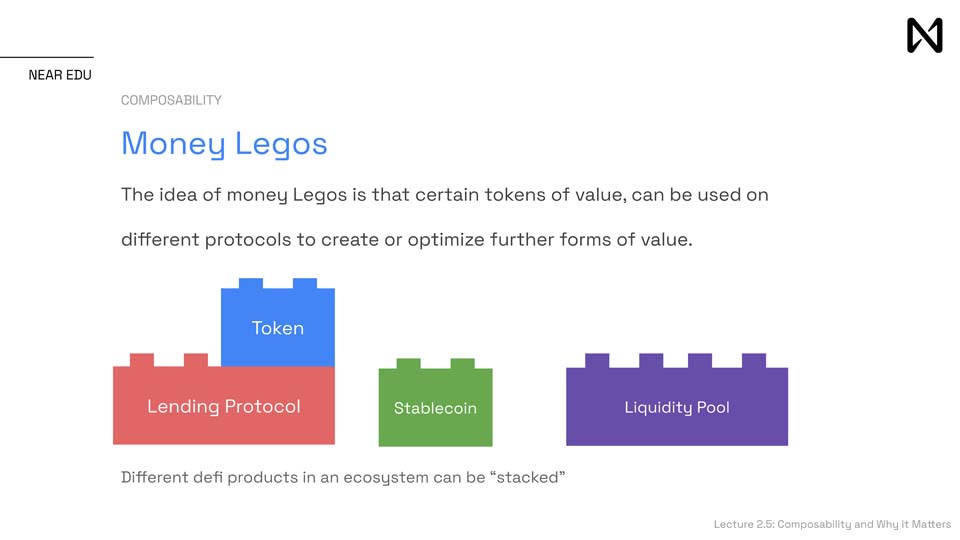 NEAR EDU
COMPOSABILITY
Money Legos
The idea of money Legos is that certain tokens of value, can be used on
different protocols to create or optimize further forms of value.
Token
Lending Protocol
Stablecoin
Liquidity Pool
Different defi products in an ecosystem can be “stacked”
Lecture 2.5: Composability and Why it Matters